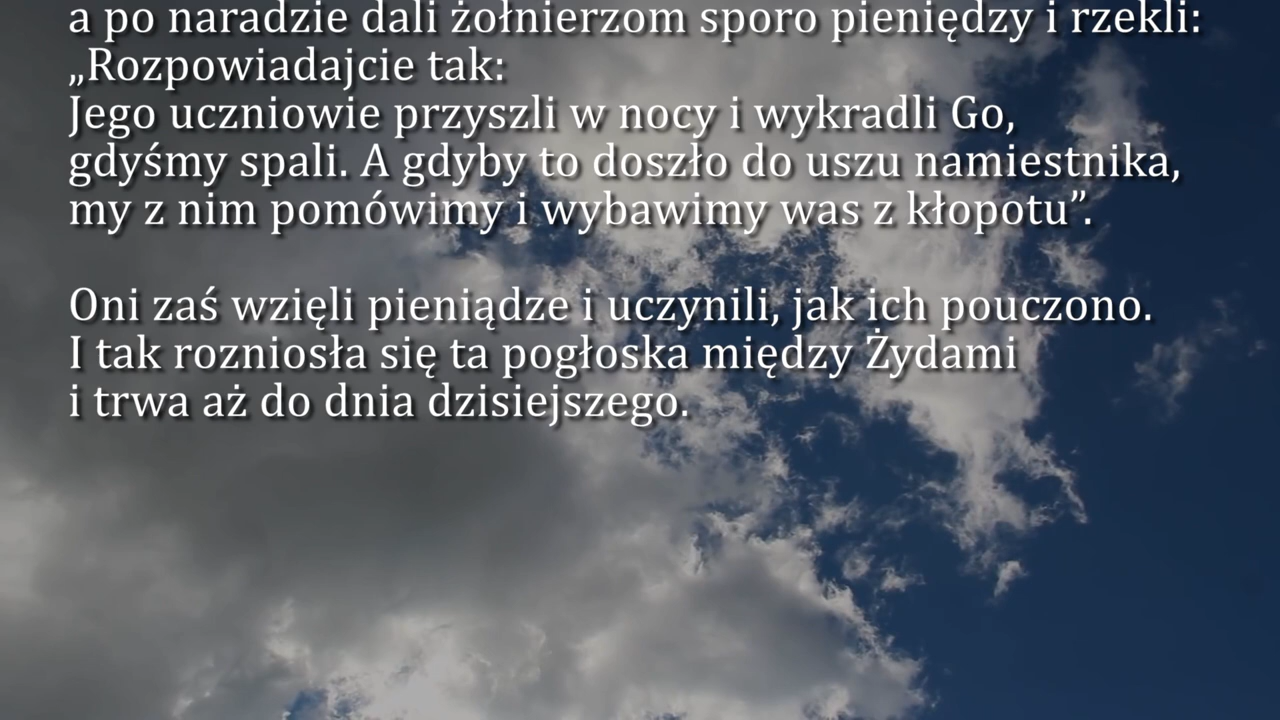 a po naradzie dali żołnierzom sporo pieniędzy i rzekli:
„Rozpowiadajcie tak:
Jego uczniowie przyszli w nocy i wykradli Go,
gdyśmy spali. A gdyby to doszło do uszu namiestnika,
my z nim pomówimy i wybawimy was z kłopotu”.
Oni zaś wzięli pieniądze i uczynili, jak ich pouczono.
I tak rozniosła się ta pogłoska między Żydami
i trwa aż do dnia dzisiejszego.